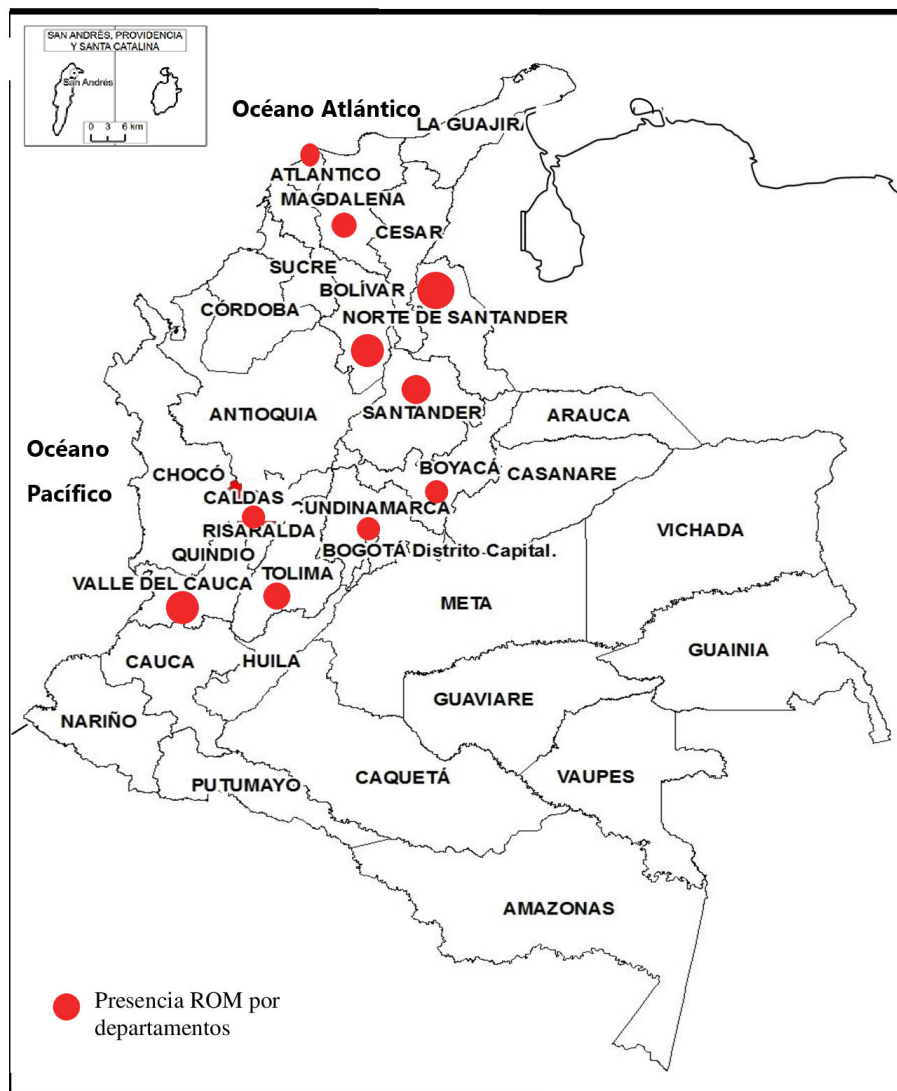 SAN ANDRÉS, PROVIDENCIA
Y SANTA CATALINA
San Andrés
0 3 6 km
Océano Atlántico
LA GUAJIRA
ATLANTICO
MAGDALENA
CESAR
SUCRE
BOLÍVAR
CÓRDOBA
NORTE DE SANTANDER
ANTIOQUIA
SANTANDER
ARAUCA
Océano
Pacífico
CHOCÓ
BOYACÁ
CASANARE
CALDAS
CUNDINAMARCA
RISARALDA
VICHADA
QUINDIO
BOGOTÁ Distrito Capital.
VALLE DEL CAUCA
TOLIMA
META
CAUCA
HUILA
GUAINIA
GUAVIARE
NARIÑO
CAQUETÁ
VAUPES
PUTUMAYO
AMAZONAS
Presencia ROM por
departamentos